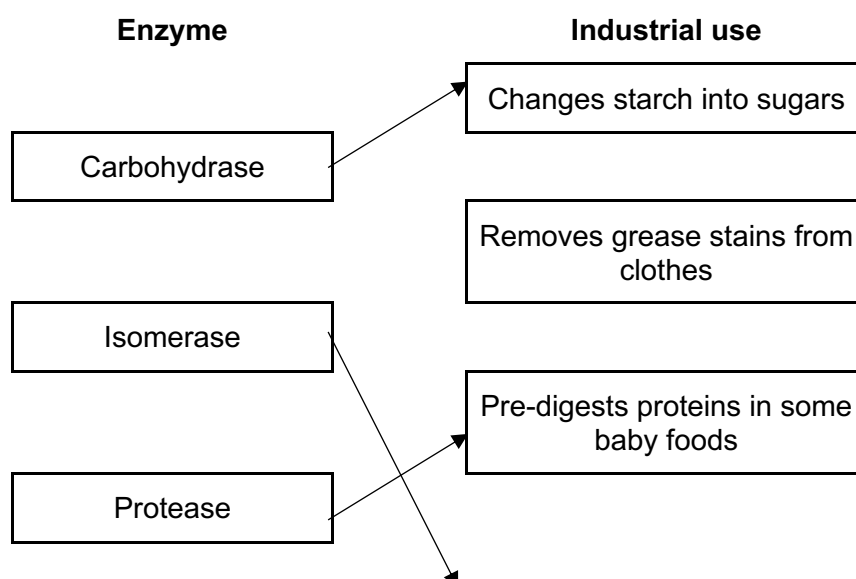 Enzyme
Industrial use
Changes starch into sugars
Carbohydrase
Removes grease stains from
clothes
Isomerase
Pre-digests proteins in some
baby foods
Protease